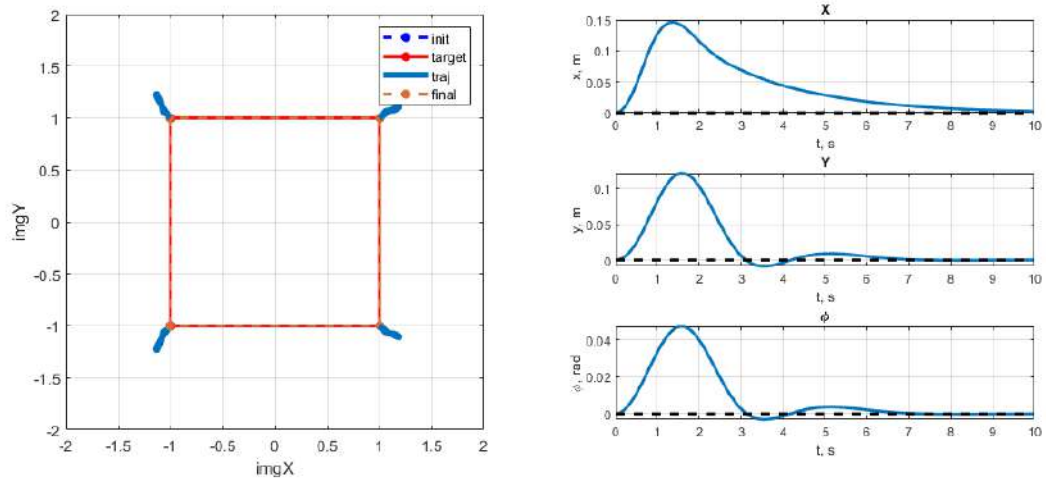 2
1.5
1
0.5
0
-0.5
-1
-1.5
-2
imgY
-2 -1.5 -1 -0.5 0 0.5 1 1.5 2
imgX
init
target
traj
final
X
0.15
0.1
0.05
0
x, m
0 1 2 3 4 5 6 7 8 9 10
t, s
Y
0.1
0.05
0
y, m
0 1 2 3 4 5 6 7 8 9 10
t, s
ϕ
0.04
0.02
0
ϕ, rad
0 1 2 3 4 5 6 7 8 9 10
t, s